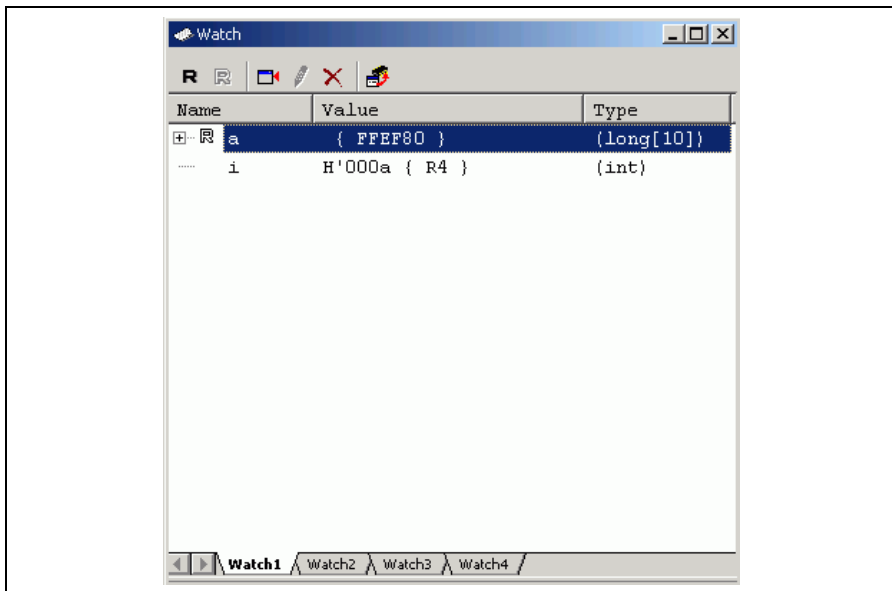 Watch
R R
Name Value Type
R a { FFEF80 } (long[10])
i H'000a { R4 } (int)
Watch1 Watch2 Watch3 Watch4